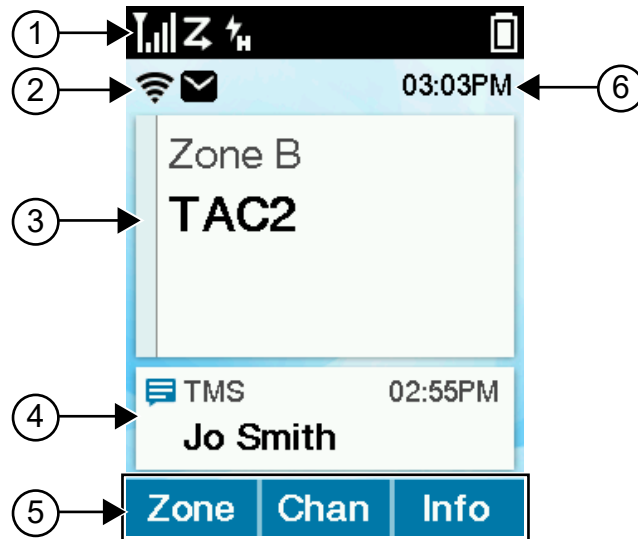 1
H
2
03:03PM
6
Zone B
3
TAC2
TMS 02:55PM
4
Jo Smith
5
Zone Chan Info